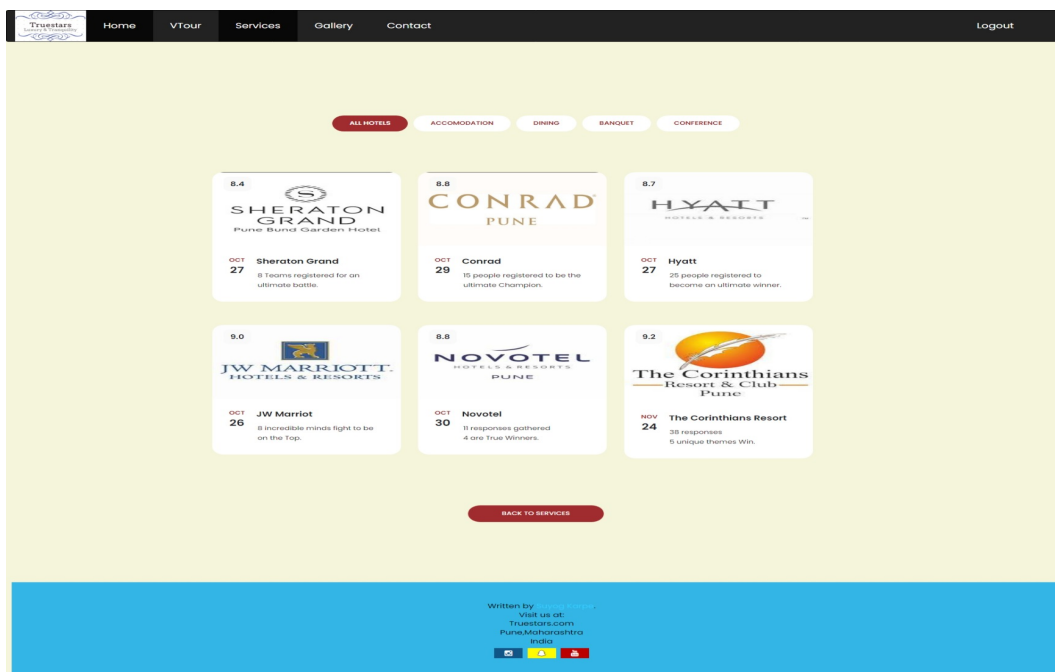 Truestars
Luxury & Tranquility
Home
VTour
Services
Gallery
Contact
Logout
ALL HOTELS
ACCOMODATION
DINING
BANQUET
CONFERENCE
8.4
S
SHERATON
GRAND
Pune Bund Garden Hotel
OCT
27
Sheraton Grand
8 Teams registered for an
ultimate battle.
8.8
CONRAD
PUNE
OCT
29
Conrad
15 people registered to be the
ultimate Champion.
8.7
HYATT
HOTELS & RESORTS
OCT
27
Hyatt
25 people registered to
become an ultimate winner.
9.0
JW MARRIOTT.
HOTELS & RESORTS
OCT
26
JW Marriot
8 incredible minds fight to be
on the Top.
8.8
NOVOTEL
HOTELS & RESORTS
PUNE
OCT
30
Novotel
11 responses gathered
4 are True Winners.
9.2
The Corinthians
Resort & Club
Pune
NOV
24
The Corinthians Resort
38 responses
5 unique themes Win.
BACK TO SERVICES
Written by
Visit us at:
Truestars.com
Pune,Maharashtra
India